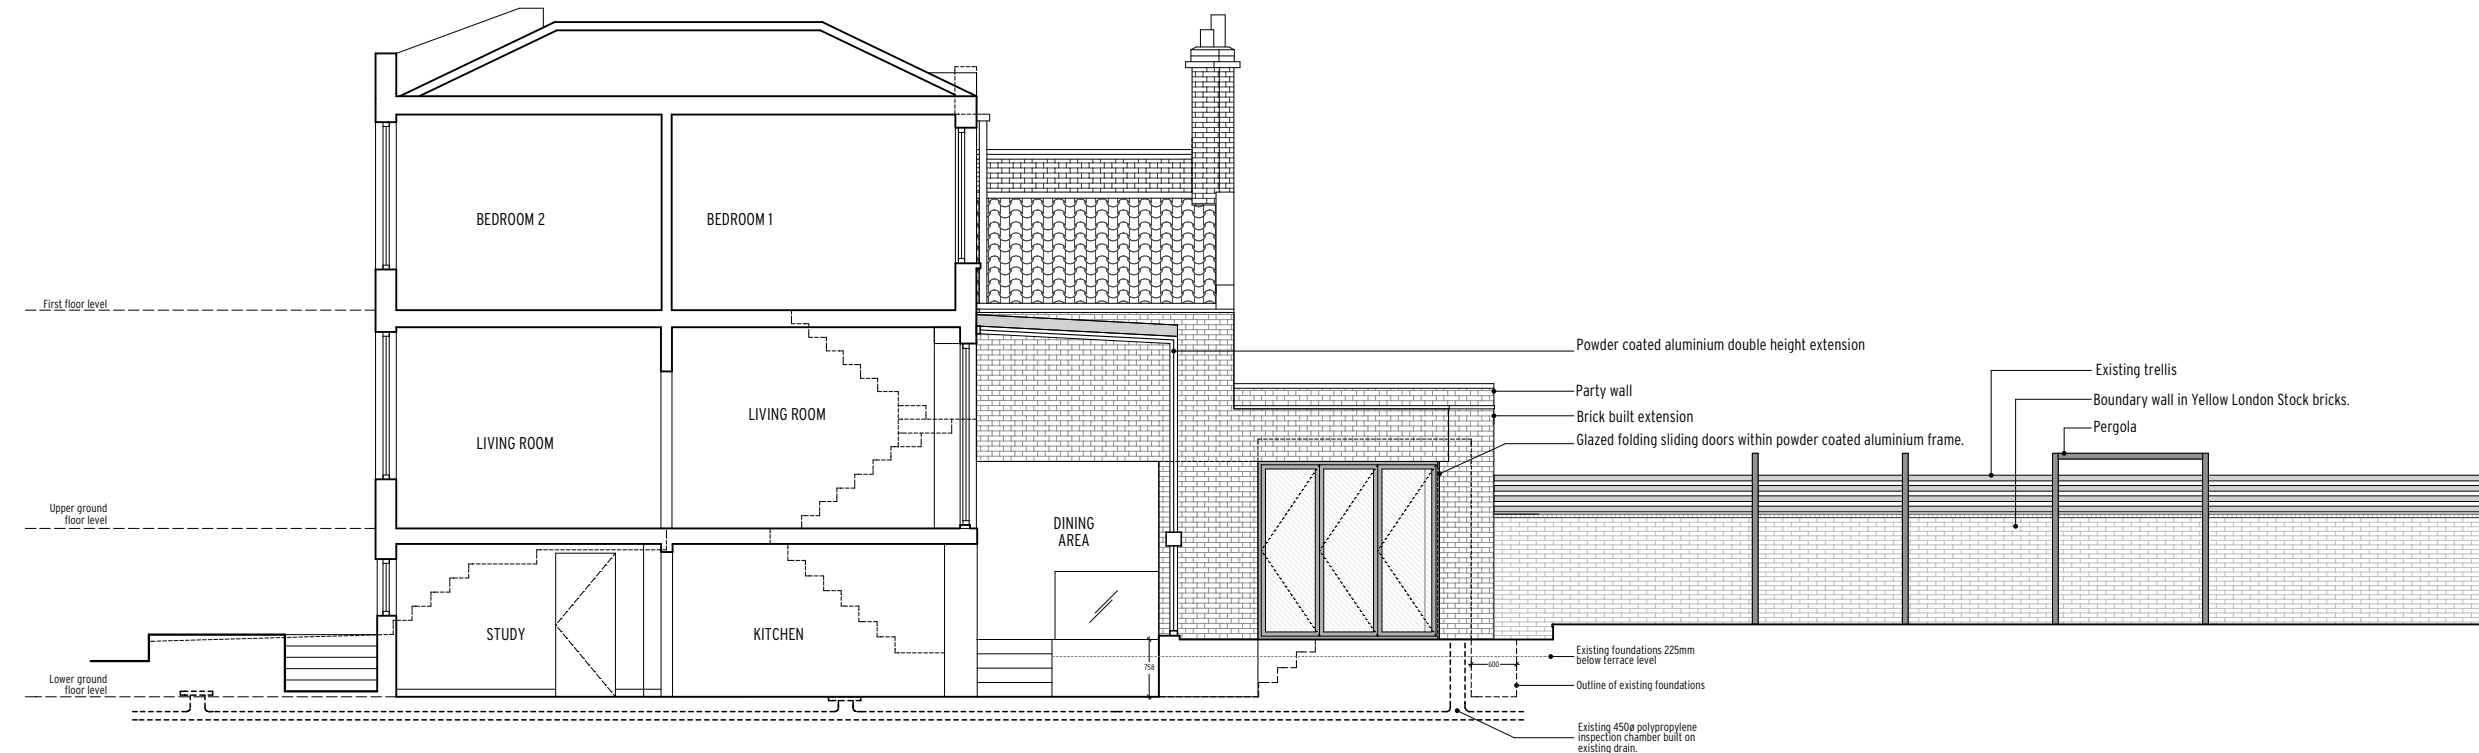 BEDROOM 2
BEDROOM 1
First floor level
Powder coated aluminium double height extension
Existing trellis
Party wall
Boundary wall in Yellow London Stock bricks.
LIVING ROOM
Brick built extension
Pergola
LIVING ROOM
Glazed folding sliding doors within powder coated aluminium frame.
Upper ground
floor level
DINING
AREA
STUDY
KITCHEN
Existing foundations 225mm
below terrace level
758
600
Lower ground
floor level
Outline of existing foundations
Existing 450ø polypropylene
inspection chamber built on
existing drain.